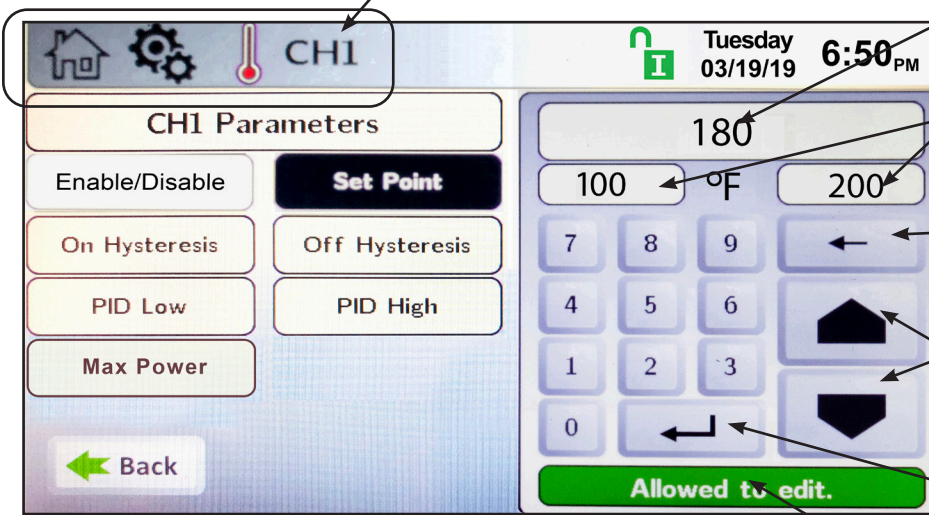 CH1
Tuesday
03/19/19
6:50 PM
CH1 Parameters
Enable/Disable
Set Point
On Hysteresis
Off Hysteresis
PID Low
PID High
Max Power
Back
180
100 °F 200
7 8 9 ←
4 5 6
1 2 3
0
Allowed to edit.
I